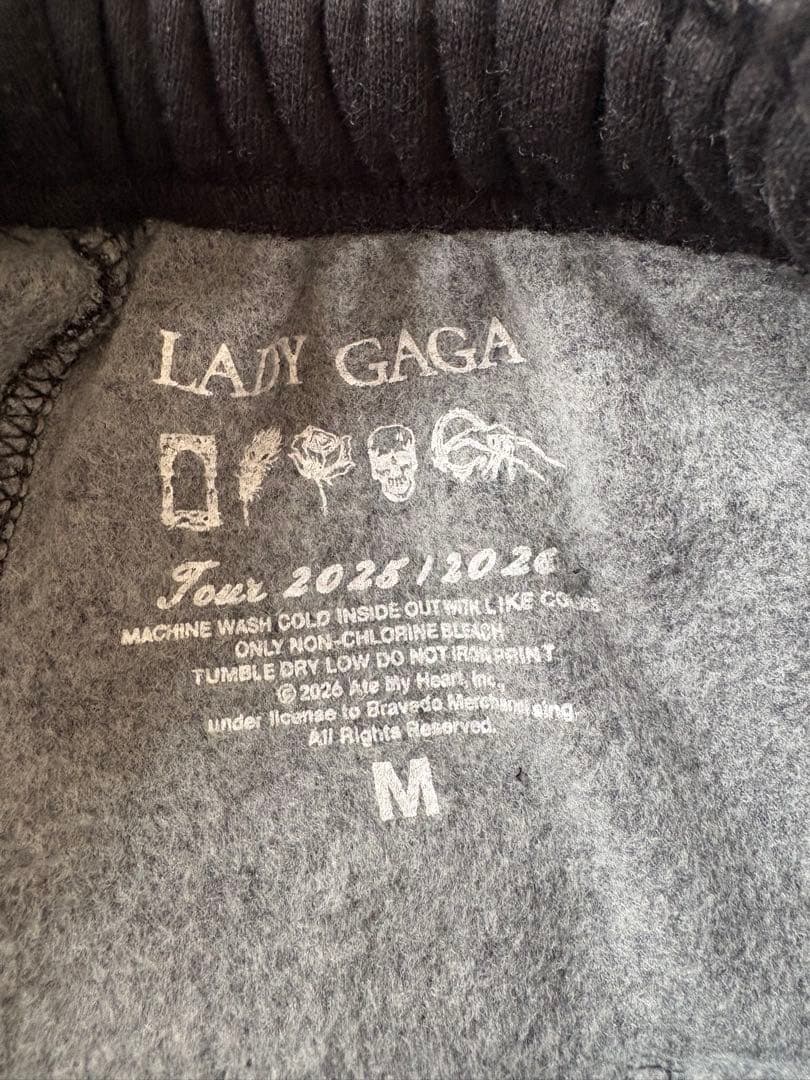 LADY GAGA
Tour 2025/2026
MACHINE WASH COLD INSIDE OUT WITH LIKE COLORS
ONLY NON-CHLORINE BLEACH
TUMBLE DRY LOW DO NOT IRON PRINT
© 2026 Ate My Heart, Inc.,
under license to Bravado Merchandising.
All Rights Reserved.
M